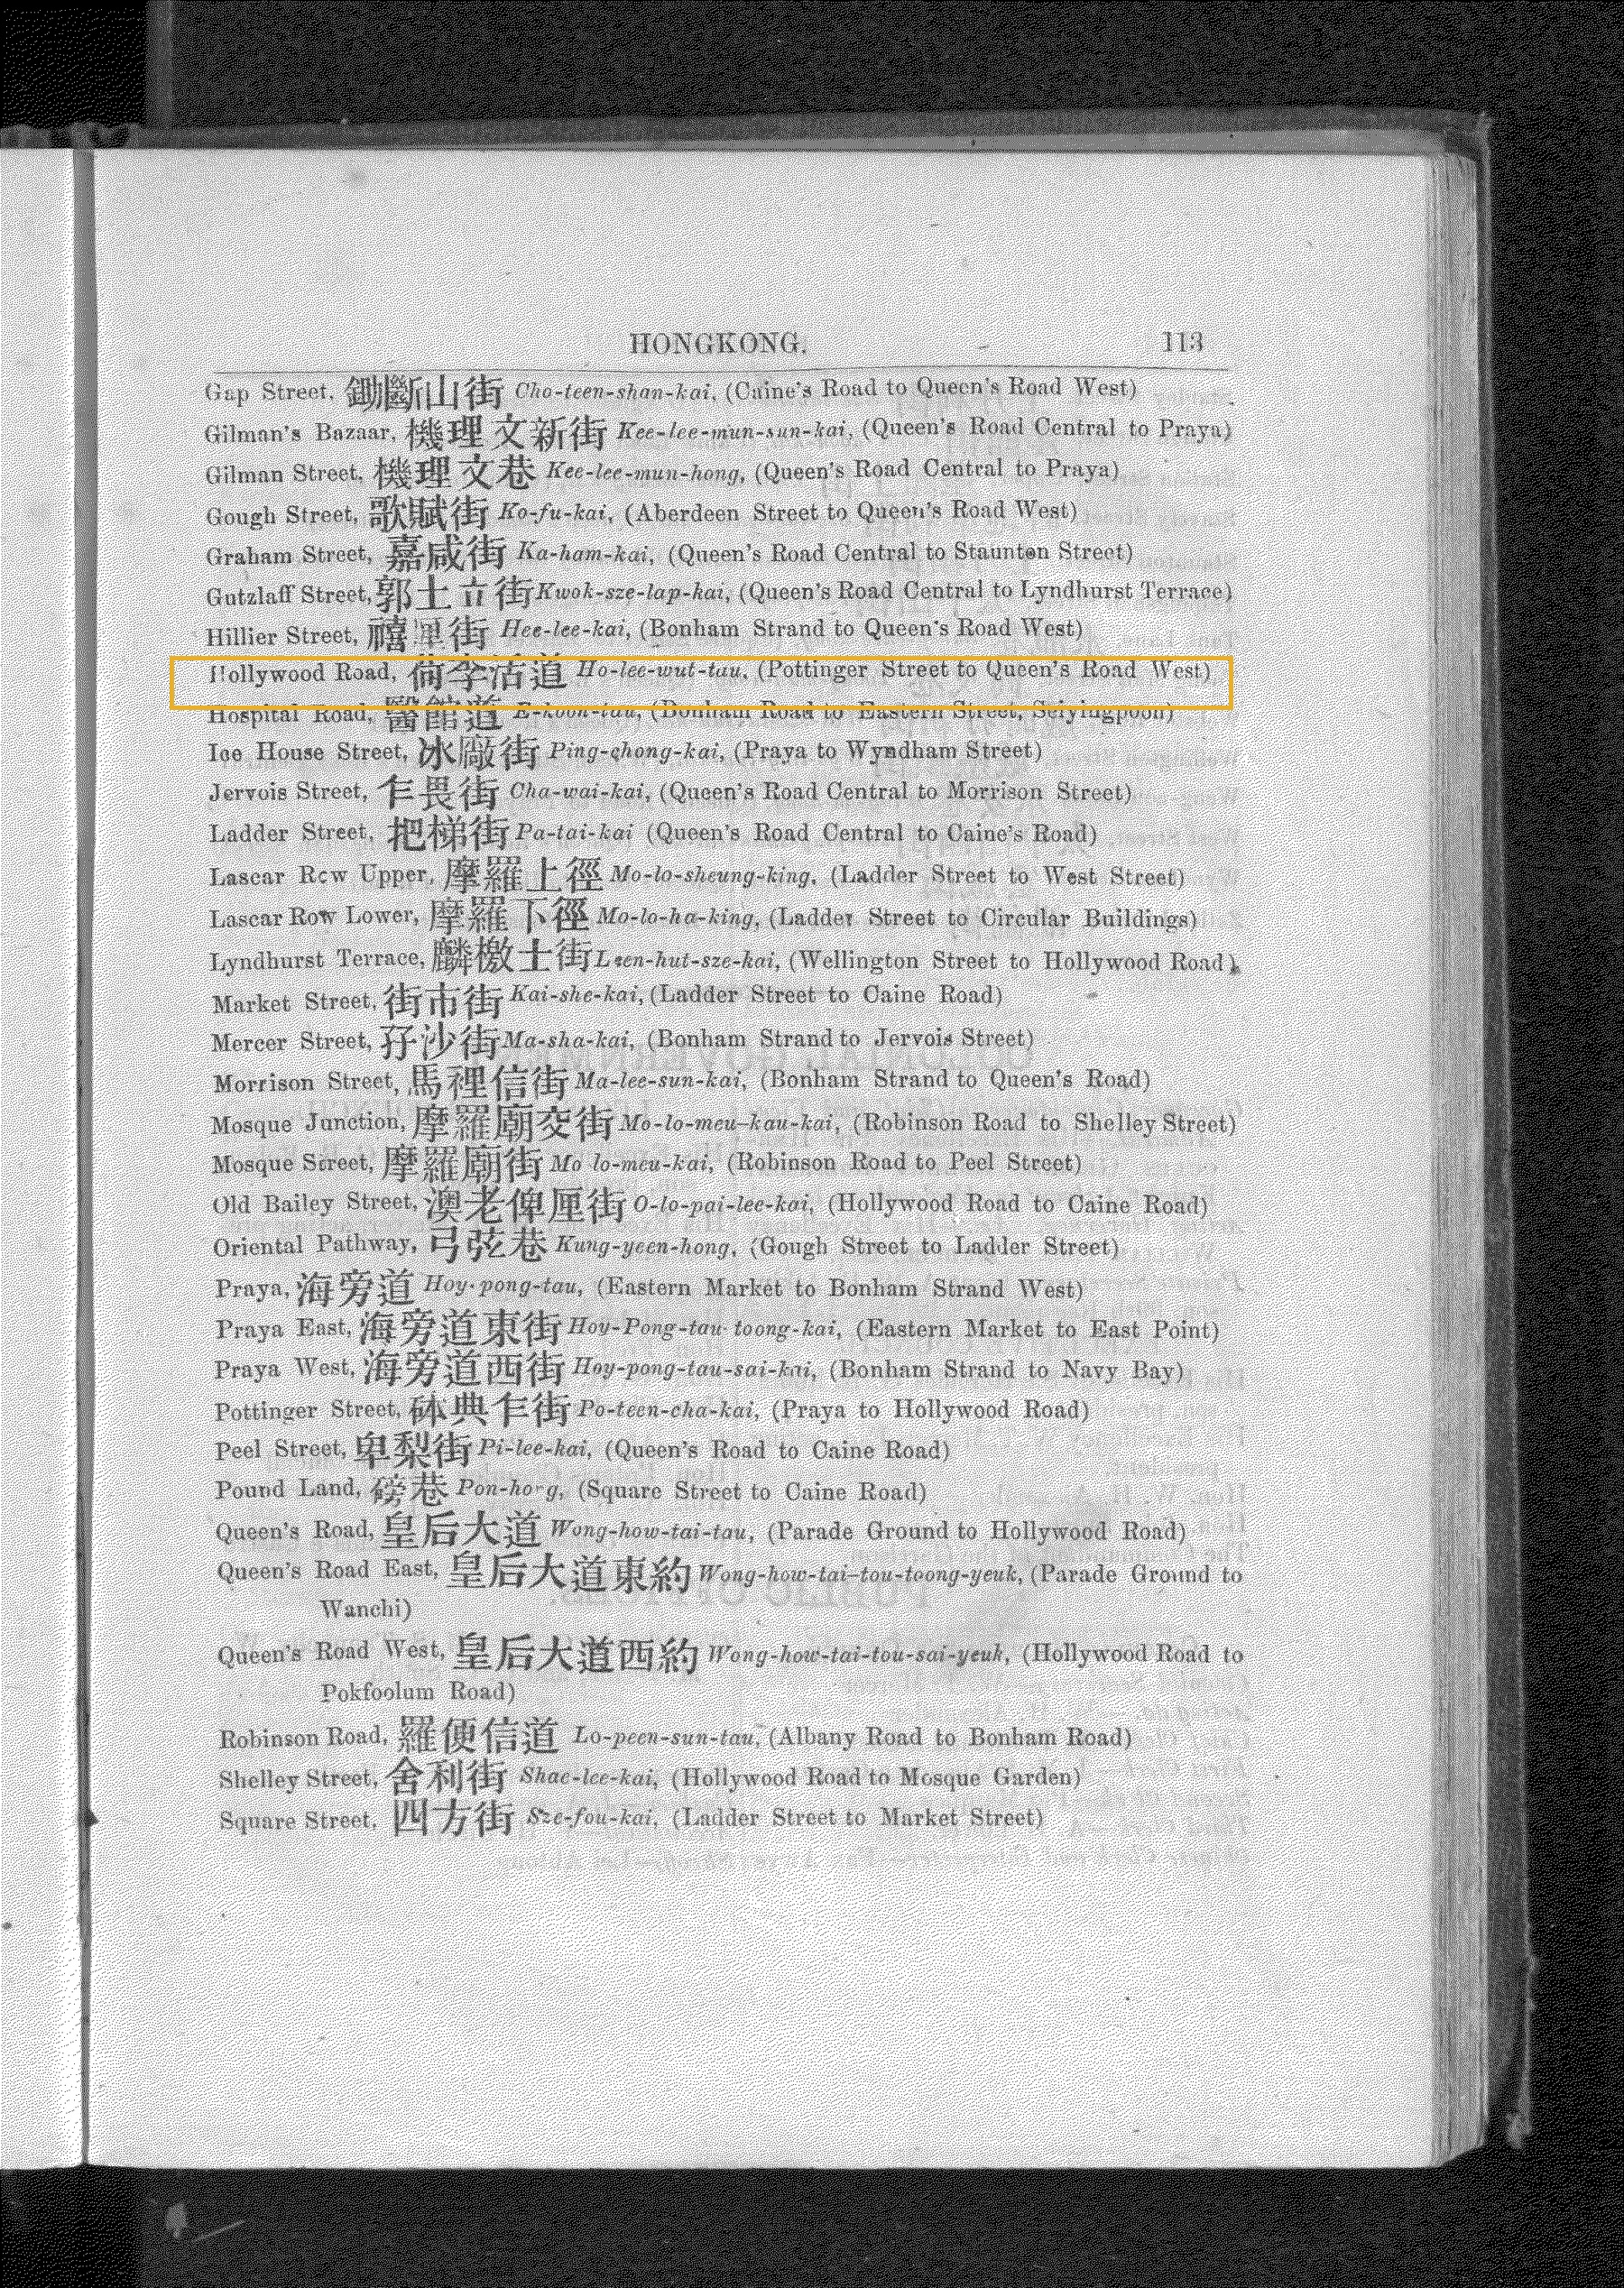 HONGKONG. 113
Gap Street, 鋤斷山街 Cho-teen-shan-kai, (Caine's Road to Queen's Road West)
Gilman's Bazaar, 機理文新街 Kee-lee-mun-sun-kai, (Queen's Road Central to Praya)
Gilman Street, 機理文巷 Kee-lee-mun-hong, (Queen's Road Central to Praya)
Gough Street, 歌賦街 Ko-fu-kai, (Aberdeen Street to Queen's Road West)
Graham Street, 嘉咸街 Ka-ham-kai, (Queen's Road Central to Staunton Street)
Gutzlaff Street, 郭士立街 Kwok-sze-lap-kai, (Queen's Road Central to Lyndhurst Terrace)
Hillier Street, 禧里街 Hee-lee-kai, (Bonham Strand to Queen's Road West)
Hollywood Road, 荷李活道 Ho-lee-wut-tau, (Pottinger Street to Queen's Road West)
Hospital Road, 醫館道 E-koon-tau, (Bonham Road to Eastern Street, Seiyingpoon)
Ice House Street, 冰廠街 Ping-chong-kai, (Praya to Wyndham Street)
Jervois Street, 乍畏街 Cha-wai-kai, (Queen's Road Central to Morrison Street)
Ladder Street, 把梯街 Pa-tai-kai (Queen's Road Central to Caine's Road)
Lascar Row Upper, 摩羅上徑 Mo-lo-sheung-king, (Ladder Street to West Street)
Lascar Row Lower, 摩羅下徑 Mo-lo-ha-king, (Ladder Street to Circular Buildings)
Lyndhurst Terrace, 麟檄士街 Leen-hut-sze-kai, (Wellington Street to Hollywood Road)
Market Street, 街市街 Kai-she-kai, (Ladder Street to Caine Road)
Mercer Street, 孖沙街 Ma-sha-kai, (Bonham Strand to Jervois Street)
Morrison Street, 馬裡信街 Ma-lee-sun-kai, (Bonham Strand to Queen's Road)
Mosque Junction, 摩羅廟交街 Mo-lo-meu-kau-kai, (Robinson Road to Shelley Street)
Mosque Street, 摩羅廟街 Mo lo-meu-kai, (Robinson Road to Peel Street)
Old Bailey Street, 澳老俾厘街 O-lo-pai-lee-kai, (Hollywood Road to Caine Road)
Oriental Pathway, 弓弦巷 Kung-yeen-hong, (Gough Street to Ladder Street)
Praya, 海旁道 Hoy-pong-tau, (Eastern Market to Bonham Strand West)
Praya East, 海旁道東街 Hoy-Pong-tau-toong-kai, (Eastern Market to East Point)
Praya West, 海旁道西街 Hoy-pong-tau-sai-kai, (Bonham Strand to Navy Bay)
Pottinger Street, 砵典乍街 Po-teen-cha-kai, (Praya to Hollywood Road)
Peel Street, 卑梨街 Pi-lee-kai, (Queen's Road to Caine Road)
Pound Land, 傍巷 Pon-hong, (Square Street to Caine Road)
Queen's Road, 皇后大道 Wong-how-tai-tau, (Parade Ground to Hollywood Road)
Queen's Road East, 皇后大道東約 Wong-how-tai-tou-toong-yeuk, (Parade Ground to
Wanchi)
Queen's Road West, 皇后大道西約 Wong-how-tai-tou-sai-yeuk, (Hollywood Road to
Pokfoolum Road)
Robinson Road, 羅便信道 Lo-peen-sun-tau, (Albany Road to Bonham Road)
Shelley Street, 舍利街 Shae-lee-kai, (Hollywood Road to Mosque Garden)
Square Street, 四方街 Sze-fou-kai, (Ladder Street to Market Street)